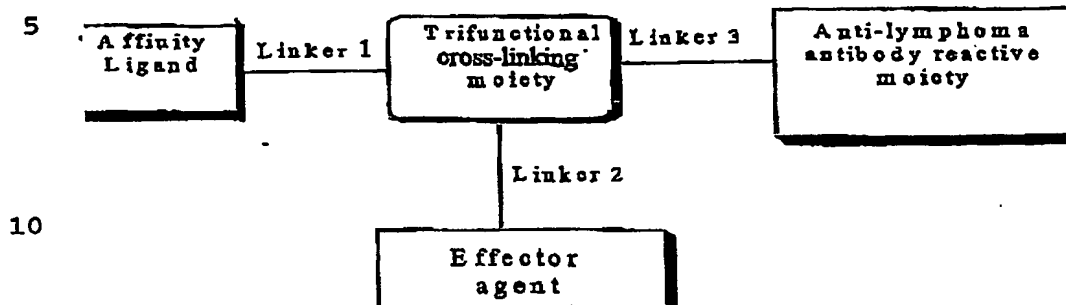 5
Affinity
Ligand
Linker 1
Trifunctional
cross-linking
moiety
Linker 3
Anti-lymphoma
antibody reactive
moiety
Linker 2
10
Effector
agent